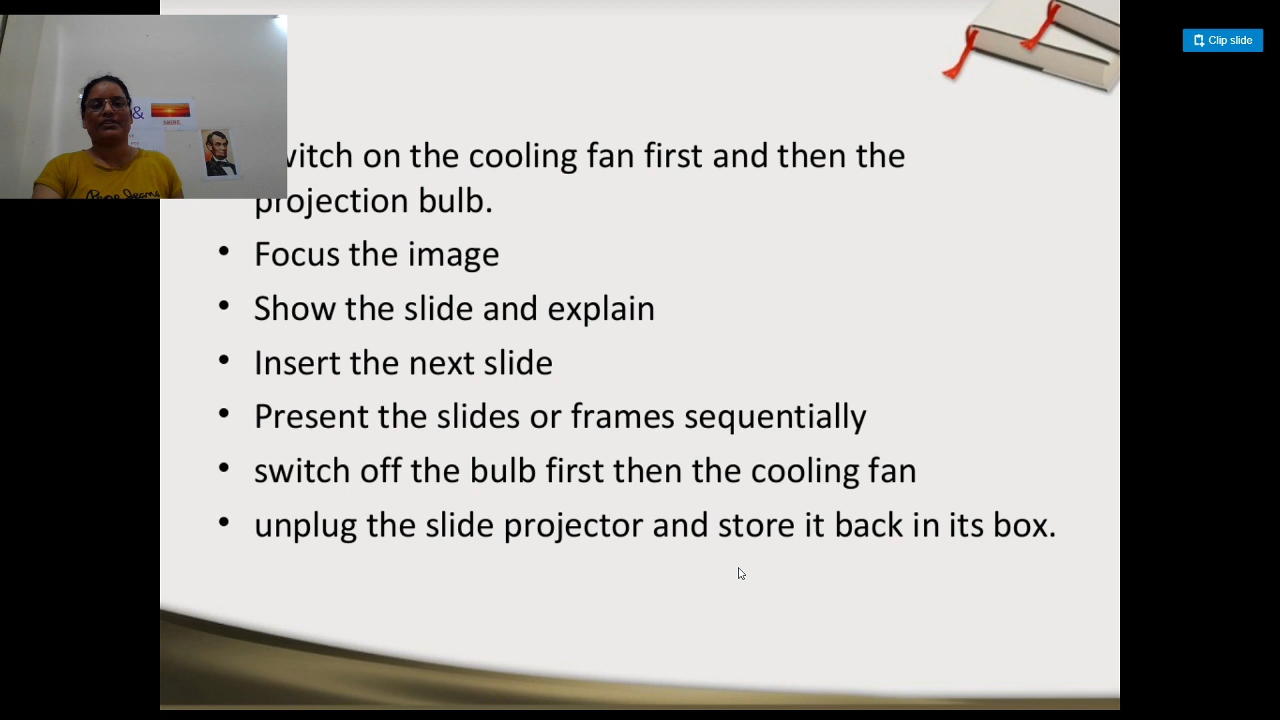 Clip slide
&
witch on the cooling fan first and then the
projection bulb.
• Focus the image
• Show the slide and explain
• Insert the next slide
• Present the slides or frames sequentially
• switch off the bulb first then the cooling fan
• unplug the slide projector and store it back in its box.